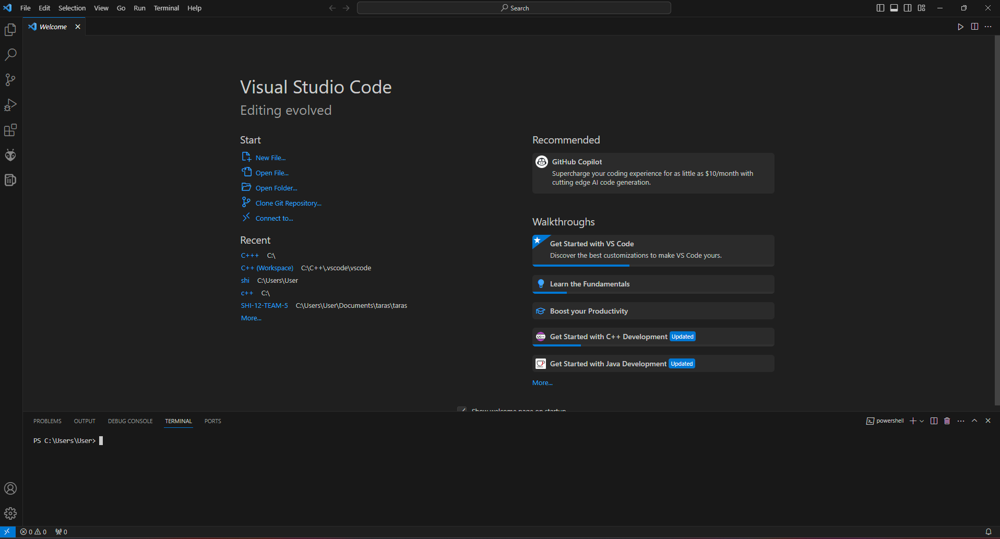 File Edit Selection View Go Run Terminal Help Search
Welcome
Visual Studio Code
Editing evolved
Start
New File...
Open File...
Open Folder...
Clone Git Repository...
Connect to...
Recent
C+++ C:\
C++ (Workspace) C:\C++\.vscode\vscode
shi C:\Users\User
c++ C:\
SHI-12-TEAM-5 C:\Users\User\Documents\taras\taras
More...
Recommended
GitHub Copilot
Supercharge your coding experience for as little as $10/month with
cutting edge AI code generation.
Walkthroughs
Get Started with VS Code
Discover the best customizations to make VS Code yours.
Learn the Fundamentals
Boost your Productivity
C/C++ Get Started with C++ Development Updated
Get Started with Java Development Updated
More...
Show welcome page on startup
PROBLEMS OUTPUT DEBUG CONSOLE TERMINAL PORTS powershell
PS C:\Users\User>
0 0 0